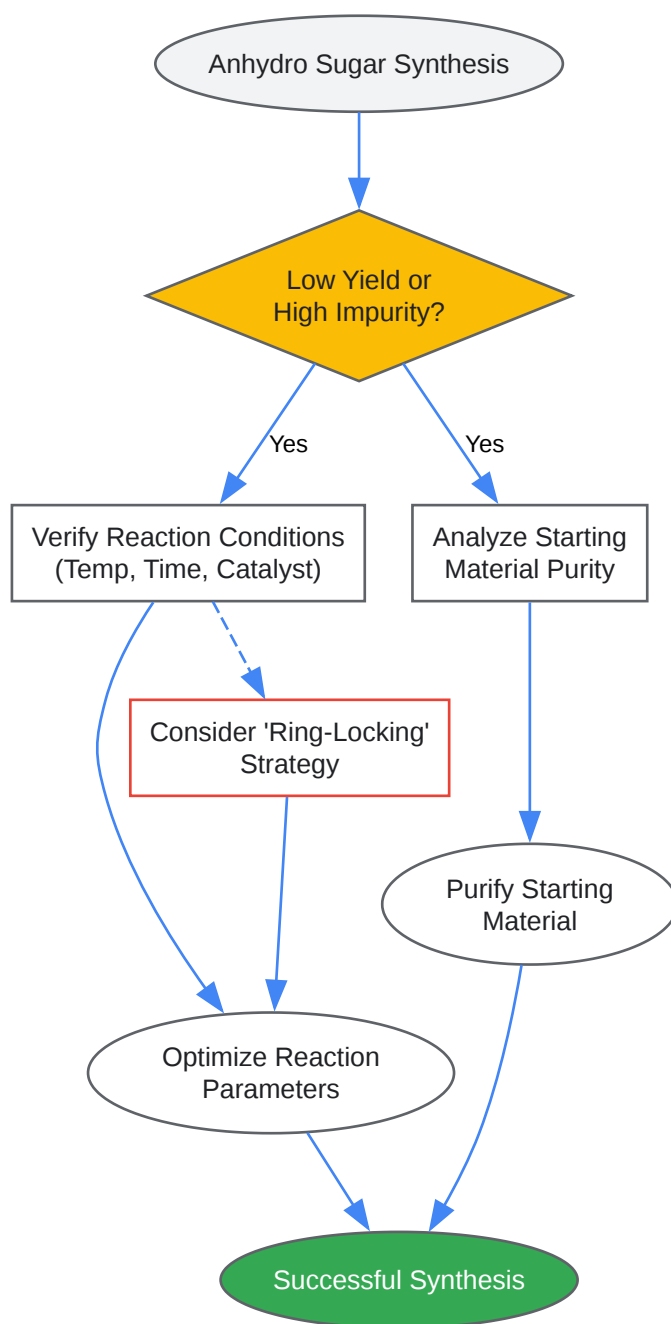 Anhydro Sugar Synthesis
Low Yield or
High Impurity?
Yes
Yes
Verify Reaction Conditions
(Temp, Time, Catalyst)
Analyze Starting
Material Purity
Consider 'Ring-Locking'
Strategy
Purify Starting
Material
Optimize Reaction
Parameters
Successful Synthesis